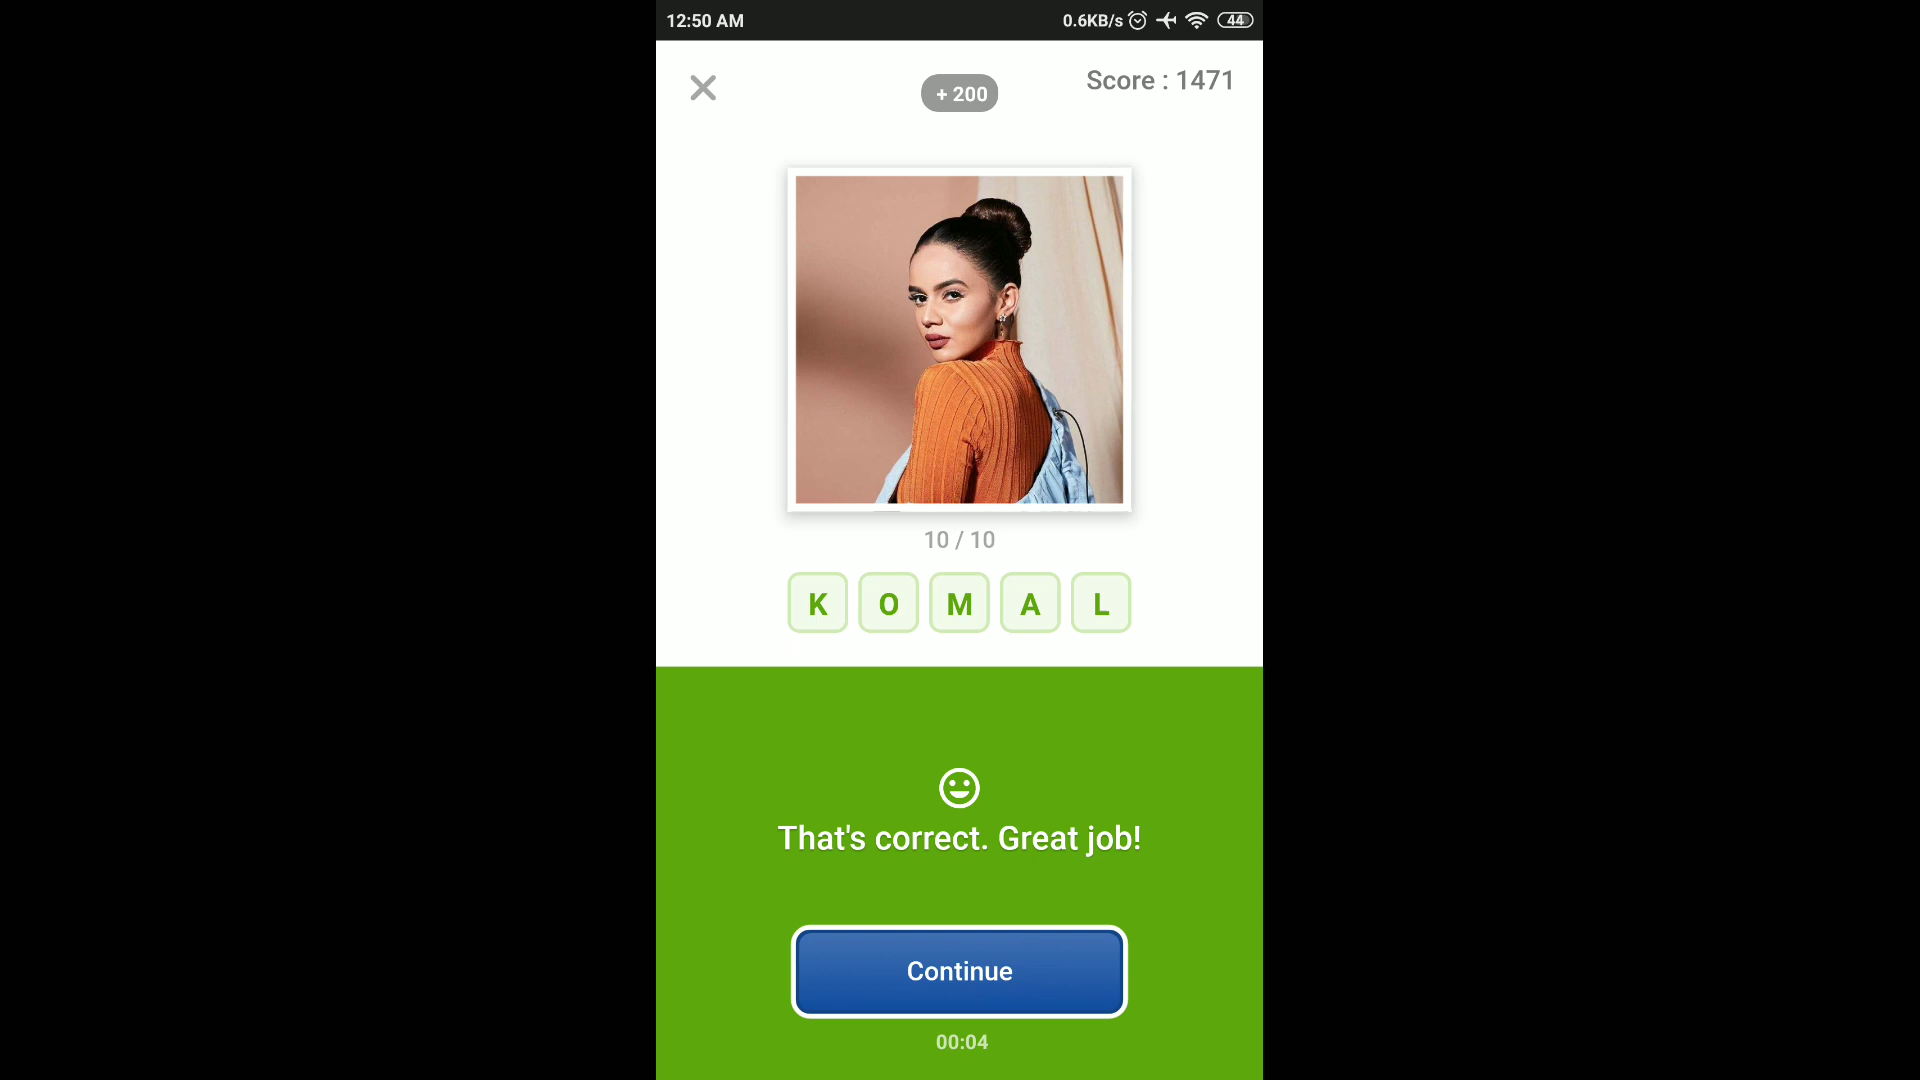 12:50 AM
0.6KB/s
44
+ 200
Score : 1471
10 / 10
K O M A L
That's correct. Great job!
Continue
00:04